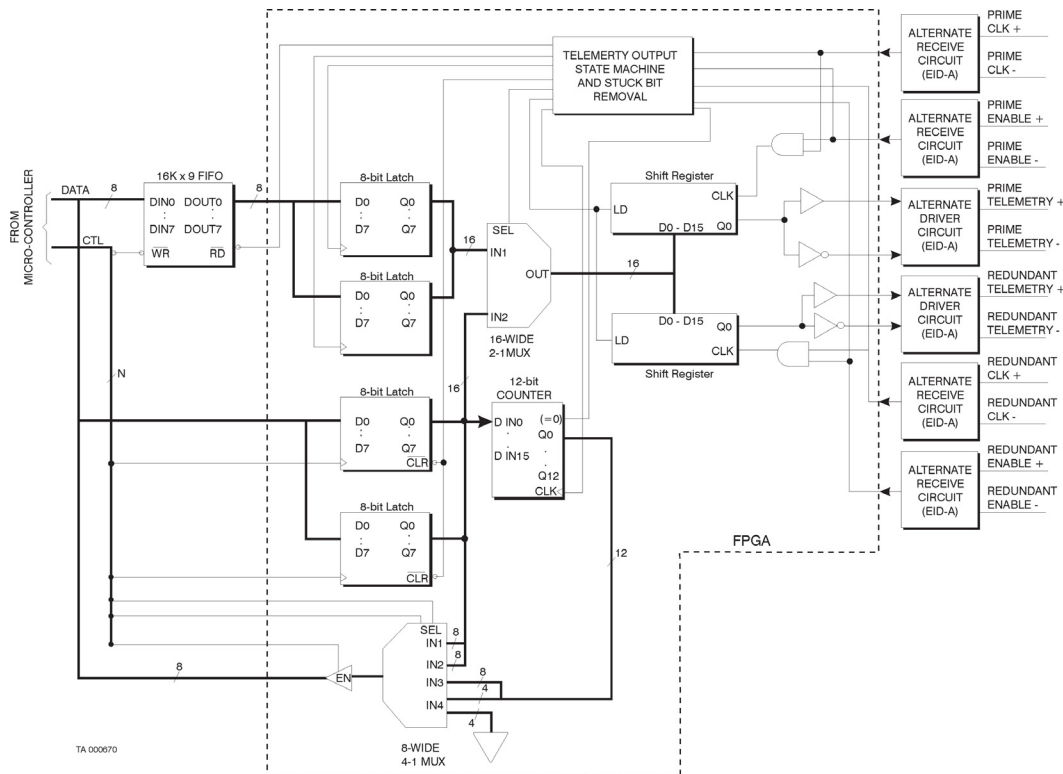 FROM
MICRO-CONTROLLER
DATA
8
CTL
16K x 9 FIFO
DIN0 DOUT0
: :
DIN7 DOUT7
WR RD
8
N
8-bit Latch
D0 Q0
: :
D7 Q7
8-bit Latch
D0 Q0
: :
D7 Q7
16
8-bit Latch
D0 Q0
: :
D7 Q7
CLR
8-bit Latch
D0 Q0
: :
D7 Q7
CLR
TELEMERTY OUTPUT
STATE MACHINE
AND STUCK BIT
REMOVAL
SEL
IN1
OUT
IN2
16-WIDE
2-1MUX
16
16
12-bit
COUNTER
D IN0 (=0)
Q0
D IN15
Q12
CLK
12
Shift Register
CLK
LD Q0
D0 - D15
D0 - D15
Q0
LD
CLK
Shift Register
SEL
IN1 8
IN2 8
IN3 8
4
IN4
4
EN
8
8-WIDE
4-1 MUX
FPGA
ALTERNATE
RECEIVE
CIRCUIT
(EID-A)
PRIME
CLK +
PRIME
CLK -
ALTERNATE
RECEIVE
CIRCUIT
(EID-A)
PRIME
ENABLE +
PRIME
ENABLE -
ALTERNATE
DRIVER
CIRCUIT
(EID-A)
PRIME
TELEMETRY +
PRIME
TELEMETRY -
ALTERNATE
DRIVER
CIRCUIT
(EID-A)
REDUNDANT
TELEMETRY +
REDUNDANT
TELEMETRY -
ALTERNATE
RECEIVE
CIRCUIT
(EID-A)
REDUNDANT
CLK +
REDUNDANT
CLK -
ALTERNATE
RECEIVE
CIRCUIT
(EID-A)
REDUNDANT
ENABLE +
REDUNDANT
ENABLE -
TA 000670